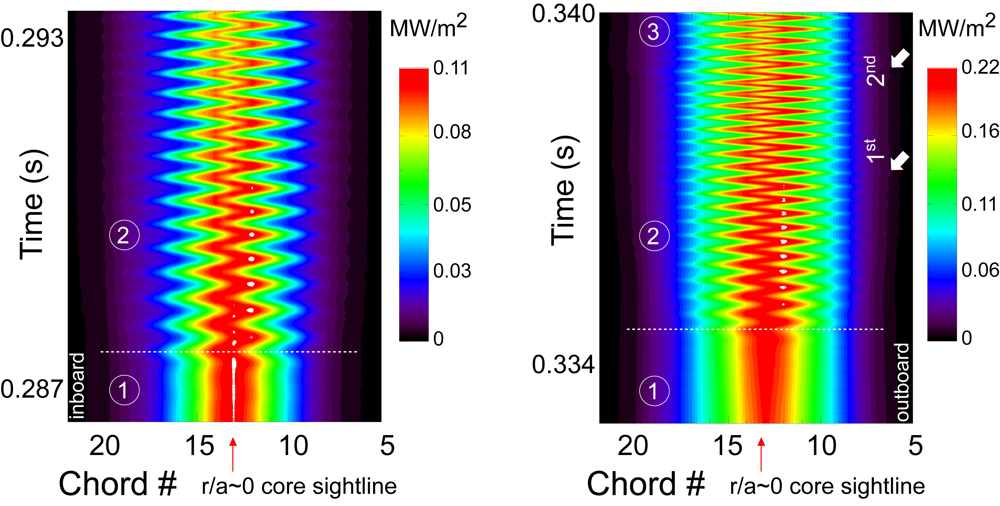 0.293
0.287
Time (s)
2
1
inboard
20 15 10 5
Chord #
r/a~0 core sightline
MW/m²
0.11
0.08
0.05
0.03
0
0.340
0.334
Time (s)
3
2
1
2nd
1st
outboard
20 15 10 5
Chord #
r/a~0 core sightline
MW/m²
0.22
0.16
0.11
0.06
0